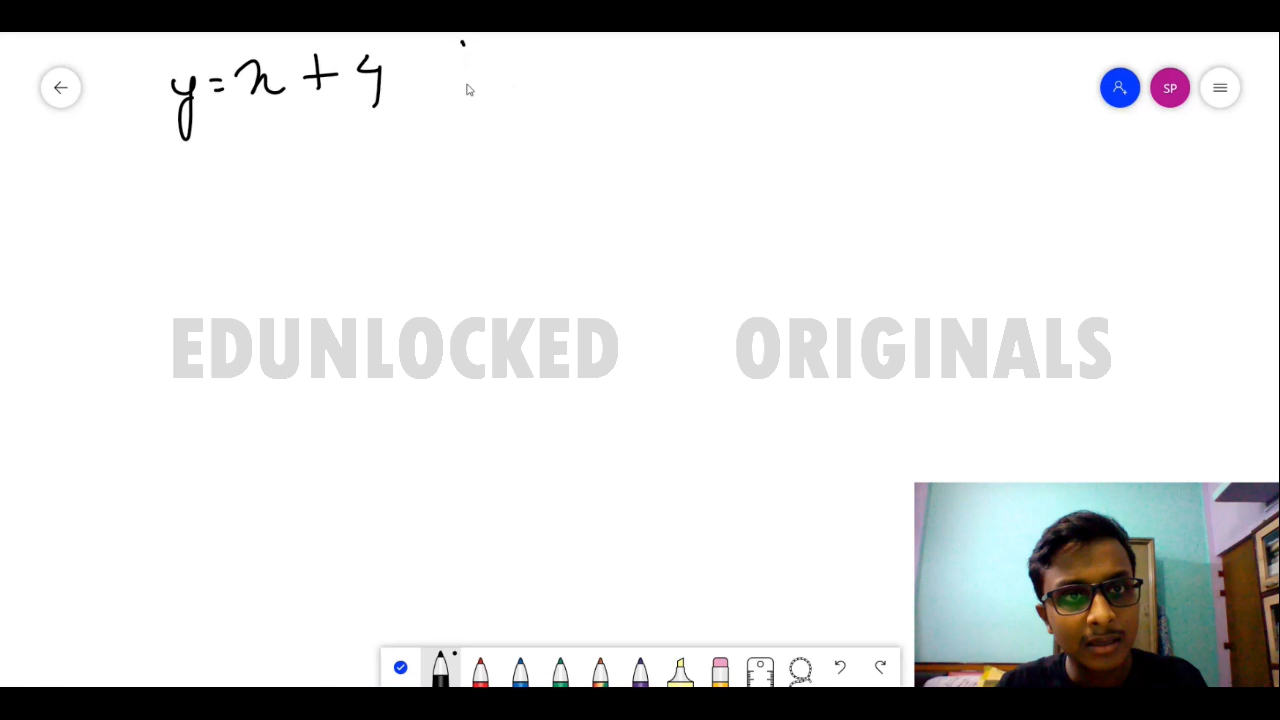 y = x + 4
SP
EDUNLOCKED ORIGINALS